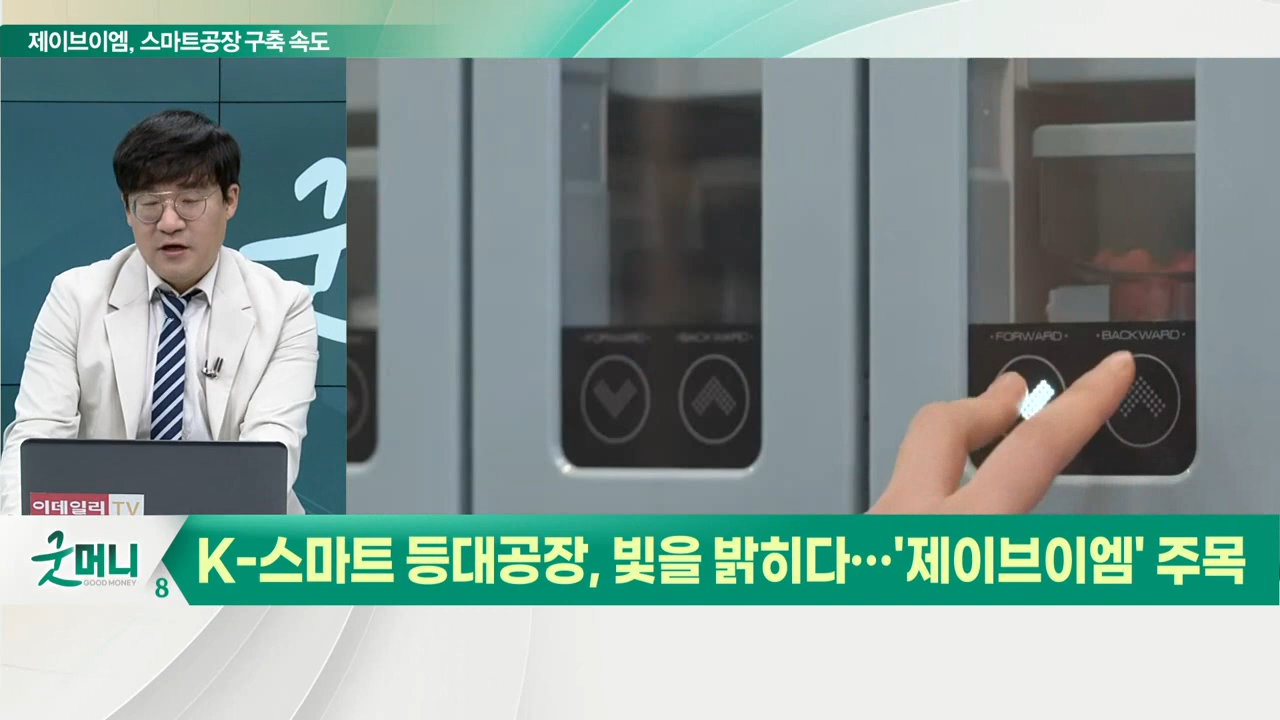 제이브이엠, 스마트공장 구축 속도
FORWARD
BACKWARD
·FORWARD·
·BACKWARD·
이데일리TV
굿머니
GOOD MONEY
8
K-스마트 등대공장, 빛을 밝히다…'제이브이엠' 주목